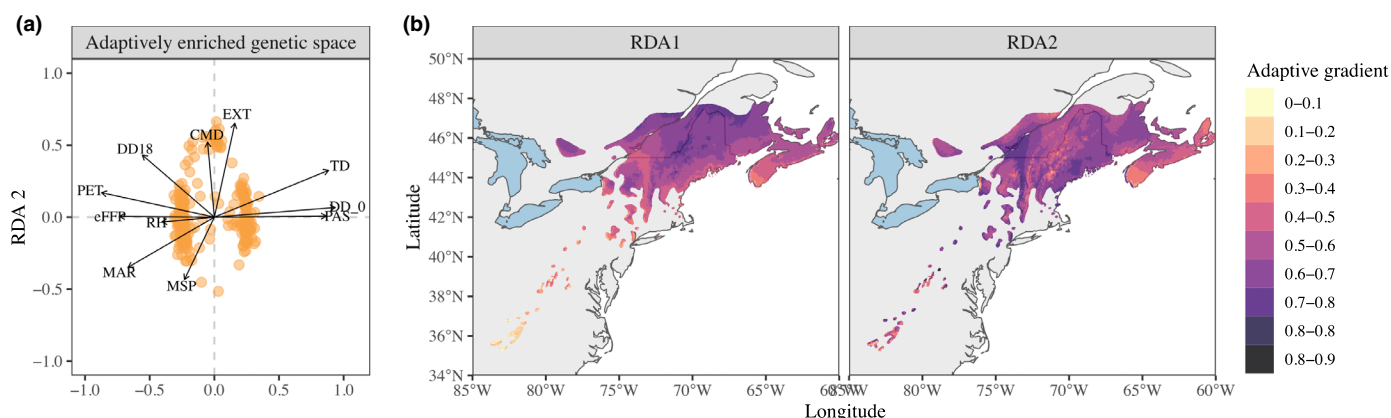 (a)
Adaptively enriched genetic space
1.0
0.5
0.0
−0.5
−1.0
RDA 2
EXT
CMD
DD18
TD
PET
DD_0
eFFP
RH
PAS
MAR
MSP
−1.0 −0.5 0.0 0.5 1.0
(b)
RDA1
RDA2
50°N
48°N
46°N
44°N
42°N
40°N
38°N
36°N
34°N
Latitude
85°W 80°W 75°W 70°W 65°W
80°W 75°W 70°W 65°W 60°W
Longitude
Adaptive gradient
0–0.1
0.1–0.2
0.2–0.3
0.3–0.4
0.4–0.5
0.5–0.6
0.6–0.7
0.7–0.8
0.8–0.8
0.8–0.9